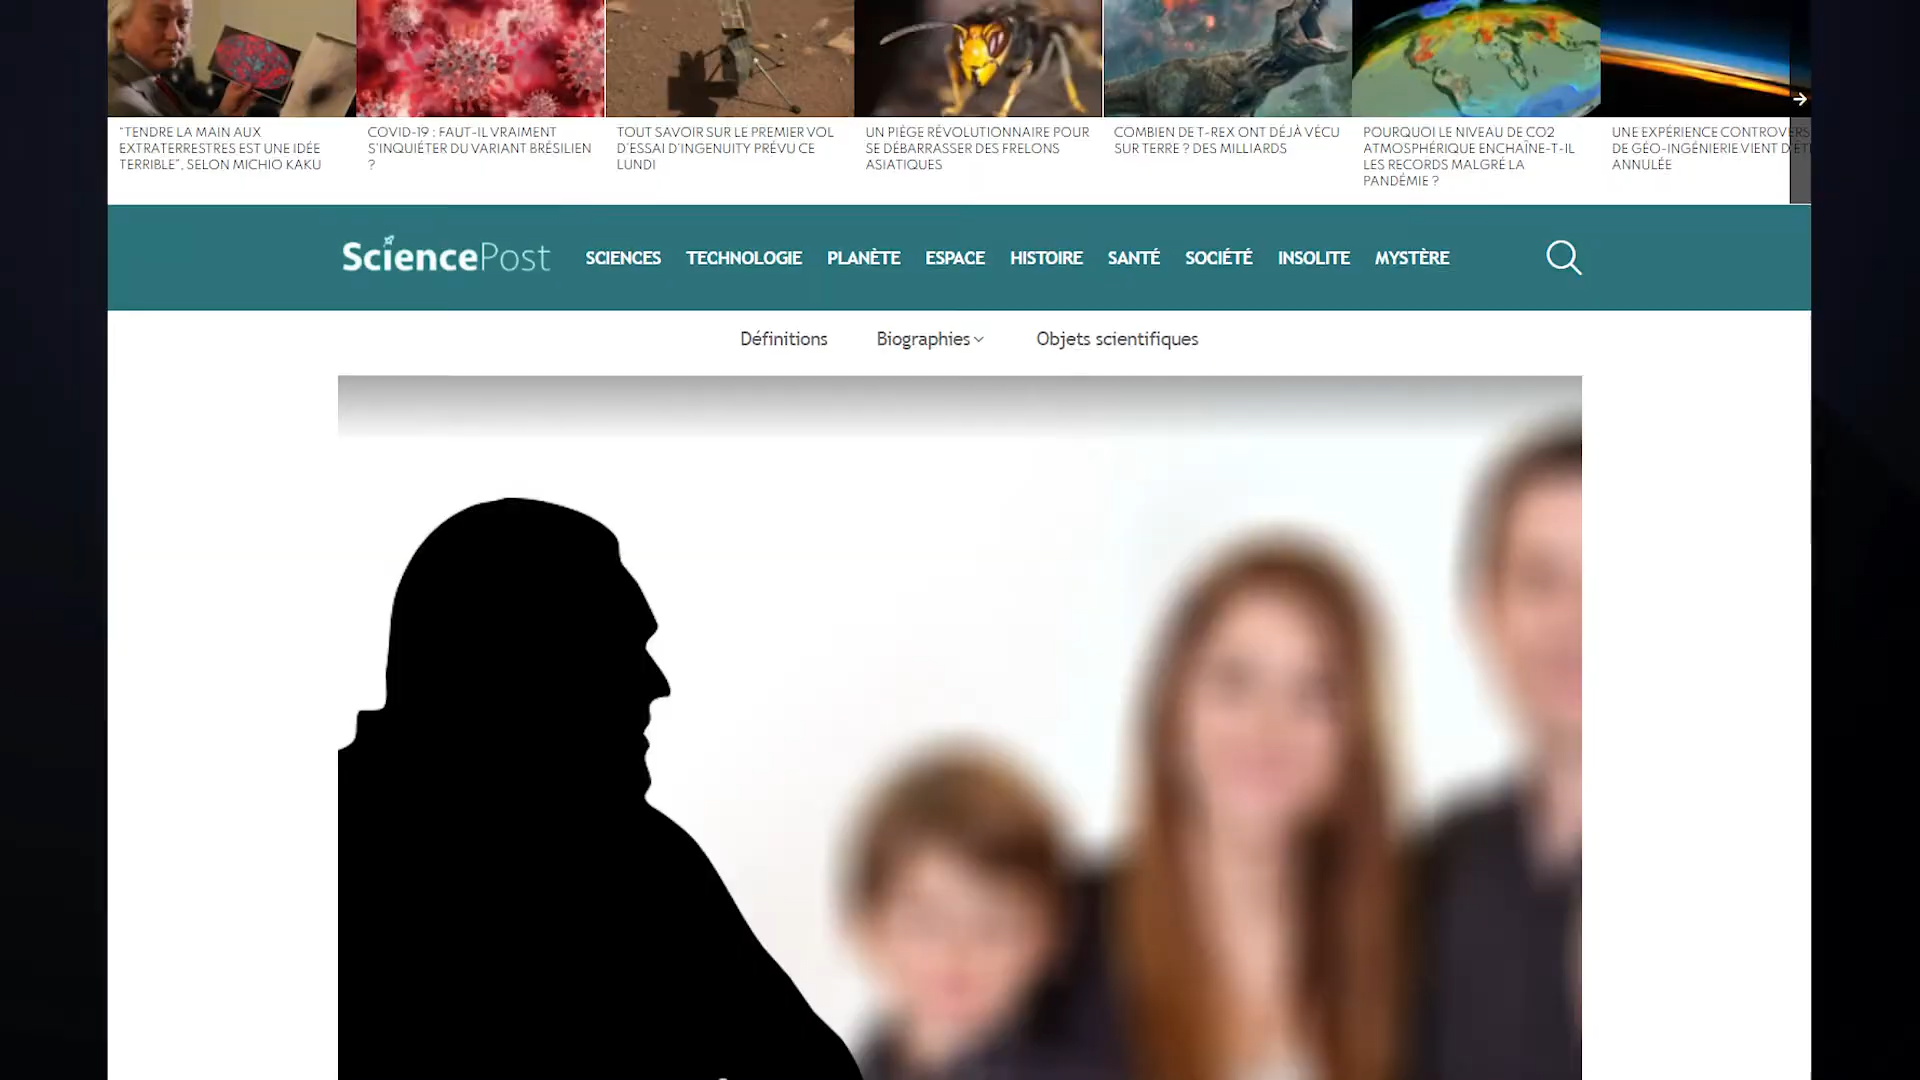 “TENDRE LA MAIN AUX
EXTRATERRESTRES EST UNE IDÉE
TERRIBLE”, SELON MICHIO KAKU
COVID-19 : FAUT-IL VRAIMENT
S’INQUIÉTER DU VARIANT BRÉSILIEN
?
TOUT SAVOIR SUR LE PREMIER VOL
D’ESSAI D’INGENUITY PRÉVU CE
LUNDI
UN PIÈGE RÉVOLUTIONNAIRE POUR
SE DÉBARRASSER DES FRELONS
ASIATIQUES
COMBIEN DE T-REX ONT DÉJÀ VÉCU
SUR TERRE ? DES MILLIARDS
POURQUOI LE NIVEAU DE CO2
ATMOSPHÉRIQUE ENCHAÎNE-T-IL
LES RECORDS MALGRÉ LA
PANDÉMIE ?
UNE EXPÉRIENCE CONTROVERS
DE GÉO-INGÉNIERIE VIENT D’ÊT
ANNULÉE
SciencePost SCIENCES TECHNOLOGIE PLANÈTE ESPACE HISTOIRE SANTÉ SOCIÉTÉ INSOLITE MYSTÈRE
Définitions Biographies Objets scientifiques